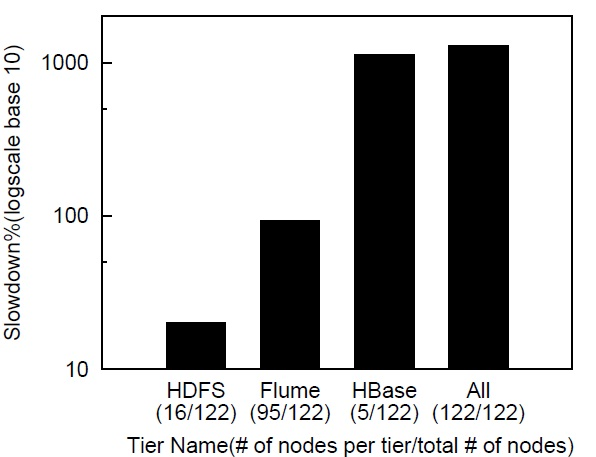 Slowdown%(logscale base 10)
1000
100
10
HDFS Flume HBase All
(16/122) (95/122) (5/122) (122/122)
Tier Name(# of nodes per tier/total # of nodes)